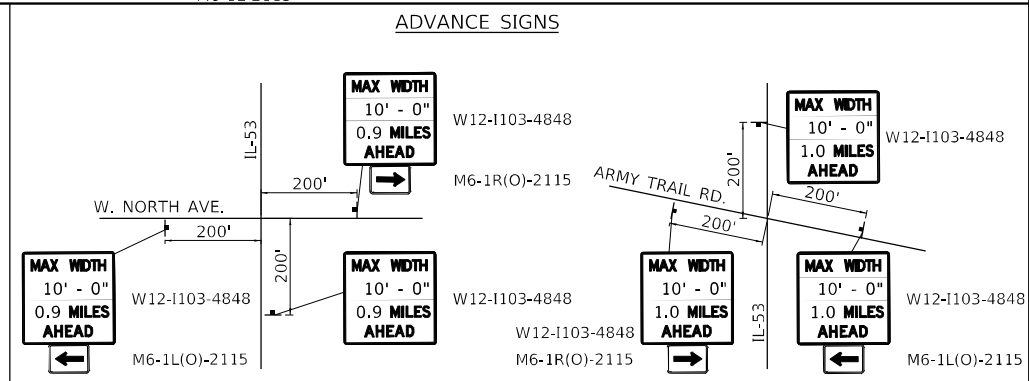 ADVANCE SIGNS
IL-53
MAX WIDTH
10' - 0"
0.9 MILES
AHEAD
W12-I103-4848
M6-1R(O)-2115
200'
W. NORTH AVE.
200'
200'
MAX WIDTH
10' - 0"
0.9 MILES
AHEAD
W12-I103-4848
M6-1L(O)-2115
MAX WIDTH
10' - 0"
0.9 MILES
AHEAD
W12-I103-4848
MAX WIDTH
10' - 0"
1.0 MILES
AHEAD
W12-I103-4848
200'
ARMY TRAIL RD.
200'
200'
MAX WIDTH
10' - 0"
1.0 MILES
AHEAD
W12-I103-4848
M6-1R(O)-2115
IL-53
MAX WIDTH
10' - 0"
1.0 MILES
AHEAD
W12-I103-4848
M6-1L(O)-2115